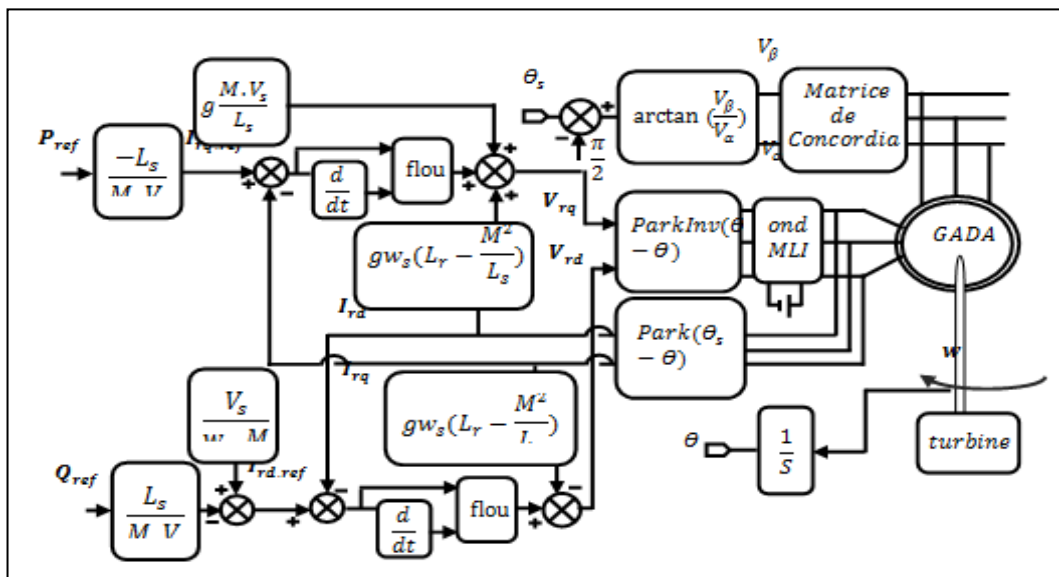 P_ref
-L_s
M V
I_rq.ref
g M.V_s
L_s
d
dt
flou
gw_s(L_r - M²
L_s)
θ_s
π
2
arctan (V_β
V_α)
V_β
V_α
Matrice
de
Concordia
V_rq
V_rd
ParkInv(θ
- θ)
ond
MLI
GADA
I_rd
I_rq
Park(θ_s
- θ)
w
turbine
θ
1
S
V_s
M
Q_ref
L_s
M V
I_rd.ref
gw_s(L_r - M²
L)
d
dt
flou